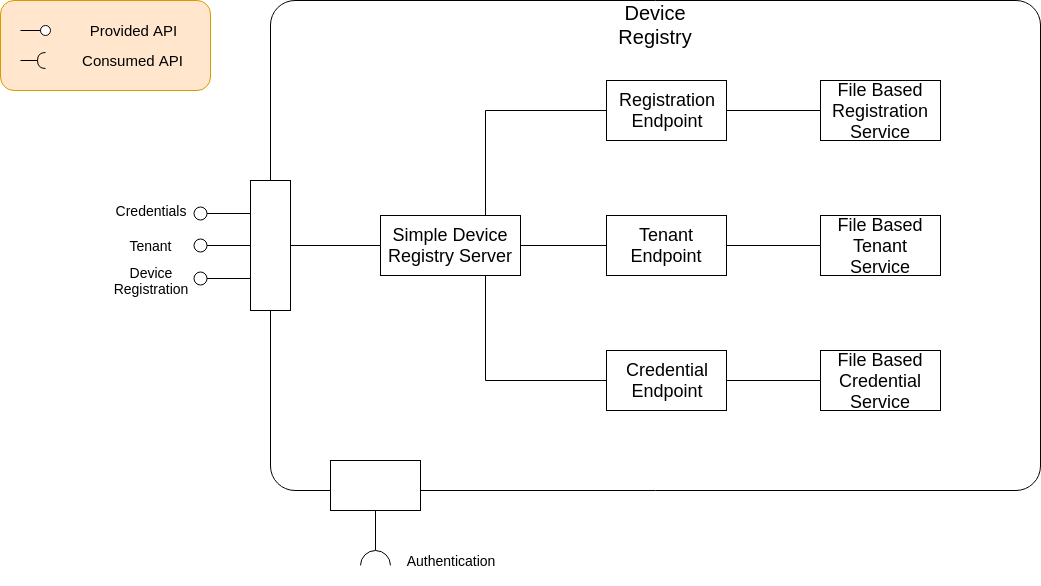 Provided API
Consumed API
Device
Registry
Registration
Endpoint
File Based
Registration
Service
Credentials
Tenant
Device
Registration
Simple Device
Registry Server
Tenant
Endpoint
File Based
Tenant
Service
Credential
Endpoint
File Based
Credential
Service
Authentication